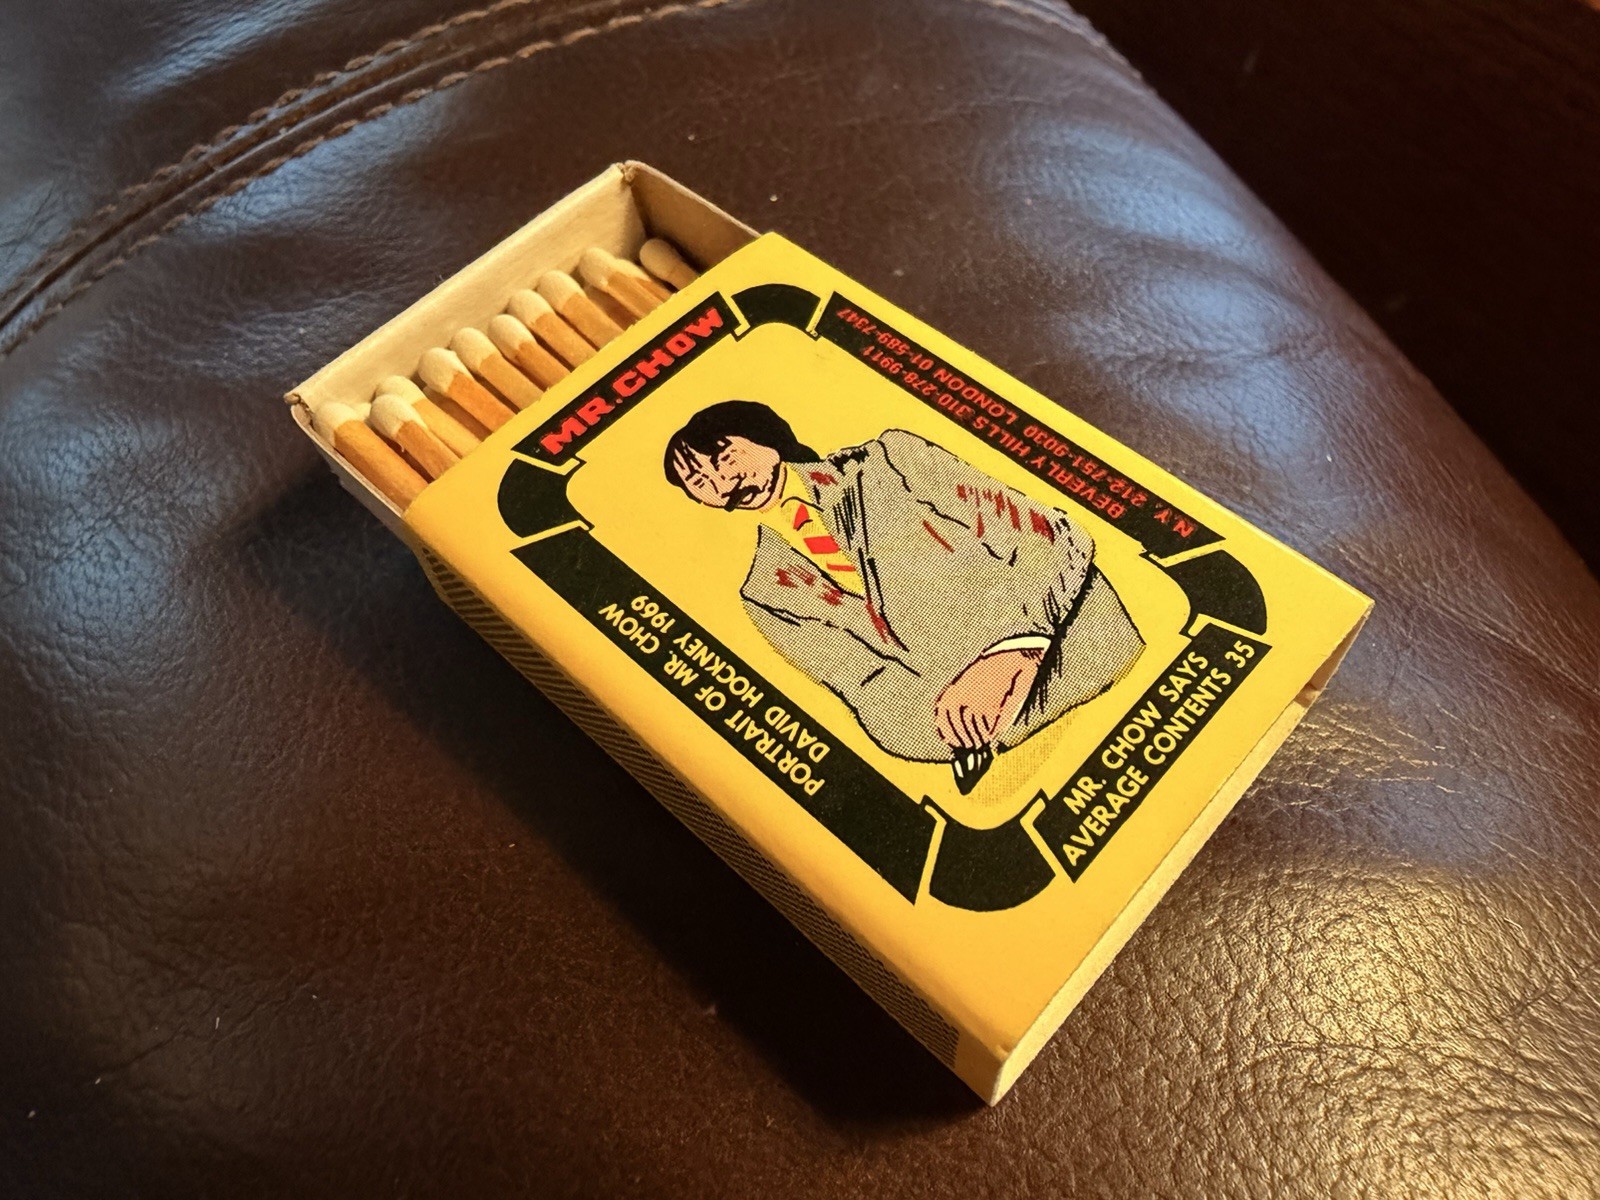 MR. CHOW
BEVERLY HILLS 310-278-9911
N.Y. 212-751-9030 LONDON 01-589-7347
PORTRAIT OF MR. CHOW
DAVID HOCKNEY 1969
MR. CHOW SAYS
AVERAGE CONTENTS 35